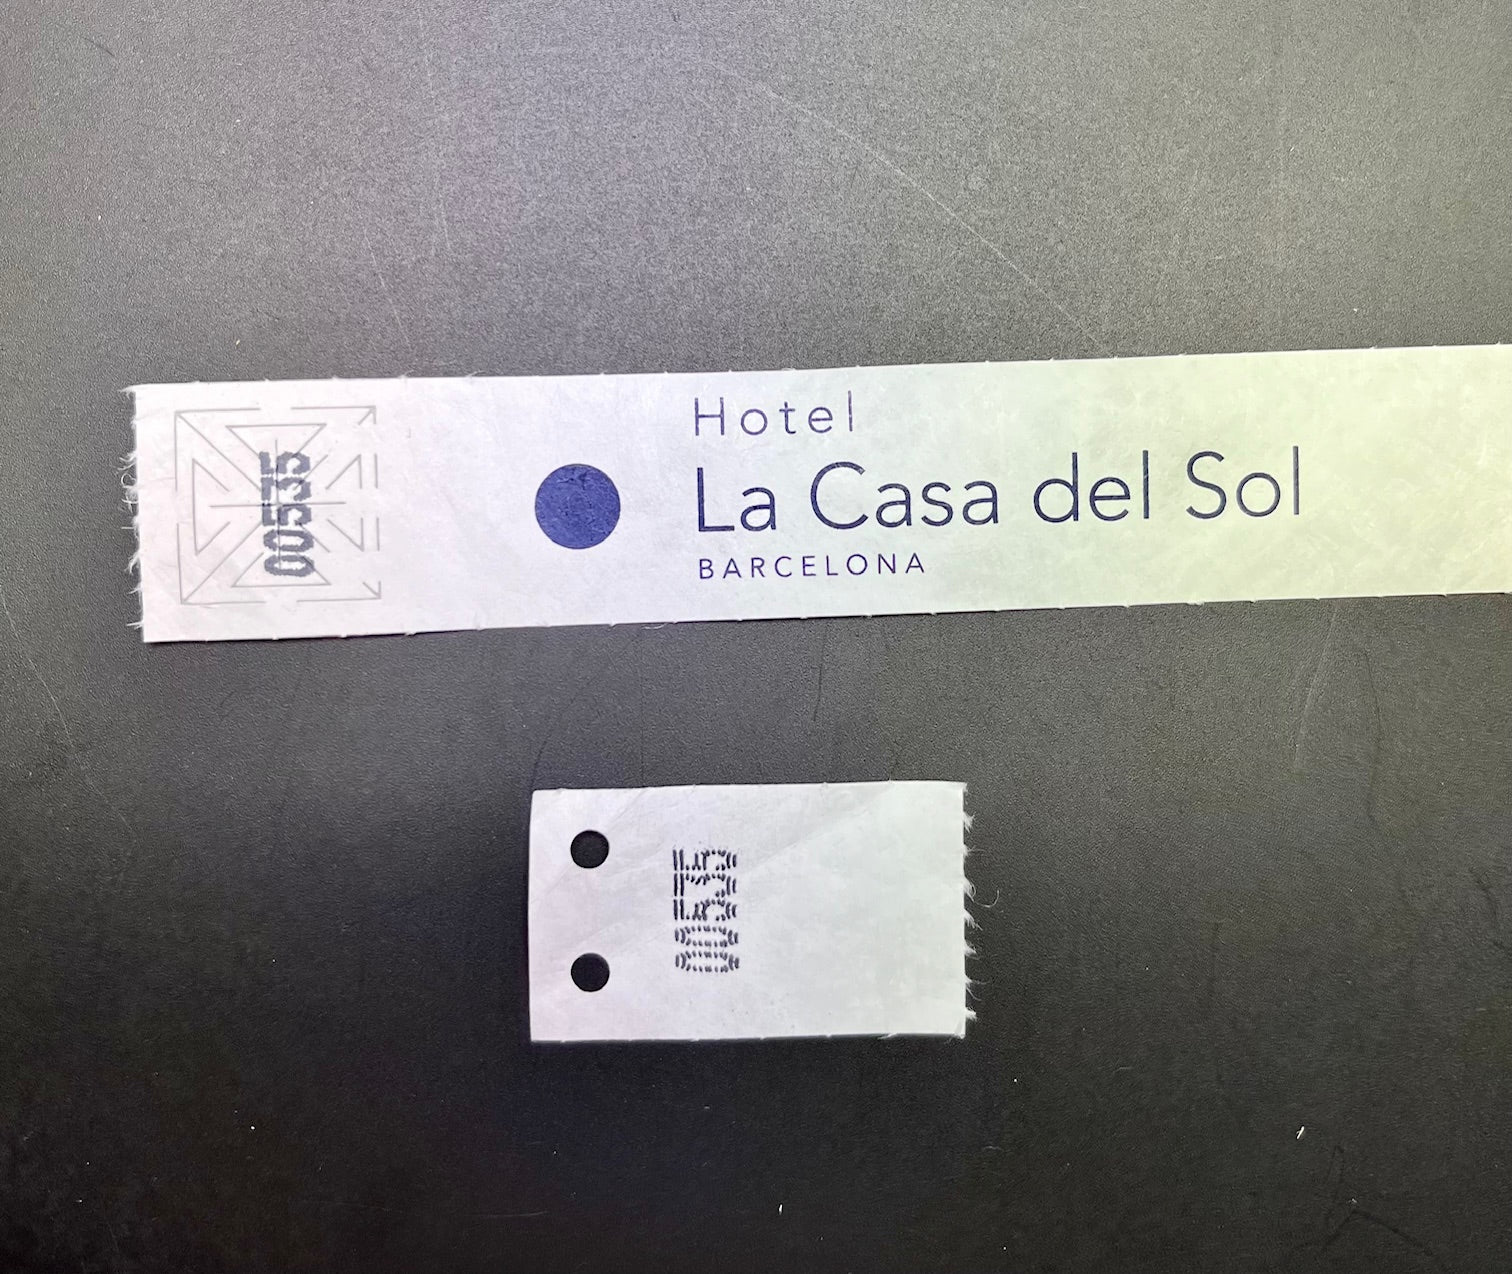 00535
Hotel
La Casa del Sol
BARCELONA
00535